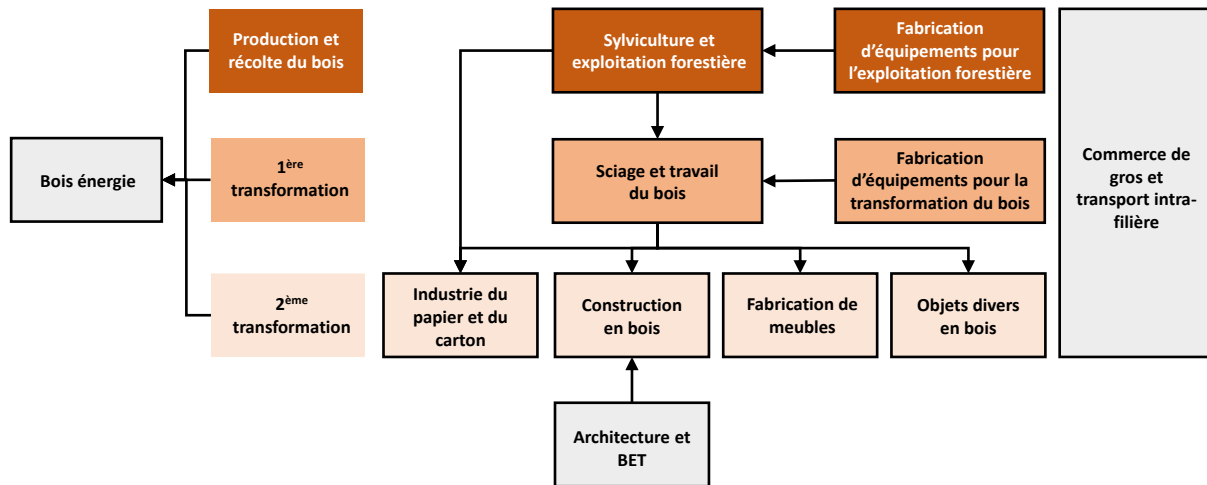 Production et
récolte du bois
Sylviculture et
exploitation forestière
Fabrication
d’équipements pour
l’exploitation forestière
Bois énergie
1ère
transformation
Sciage et travail
du bois
Fabrication
d’équipements pour la
transformation du bois
Commerce de
gros et
transport intra-
filière
2ème
transformation
Industrie du
papier et du
carton
Construction
en bois
Fabrication de
meubles
Objets divers
en bois
Architecture et
BET